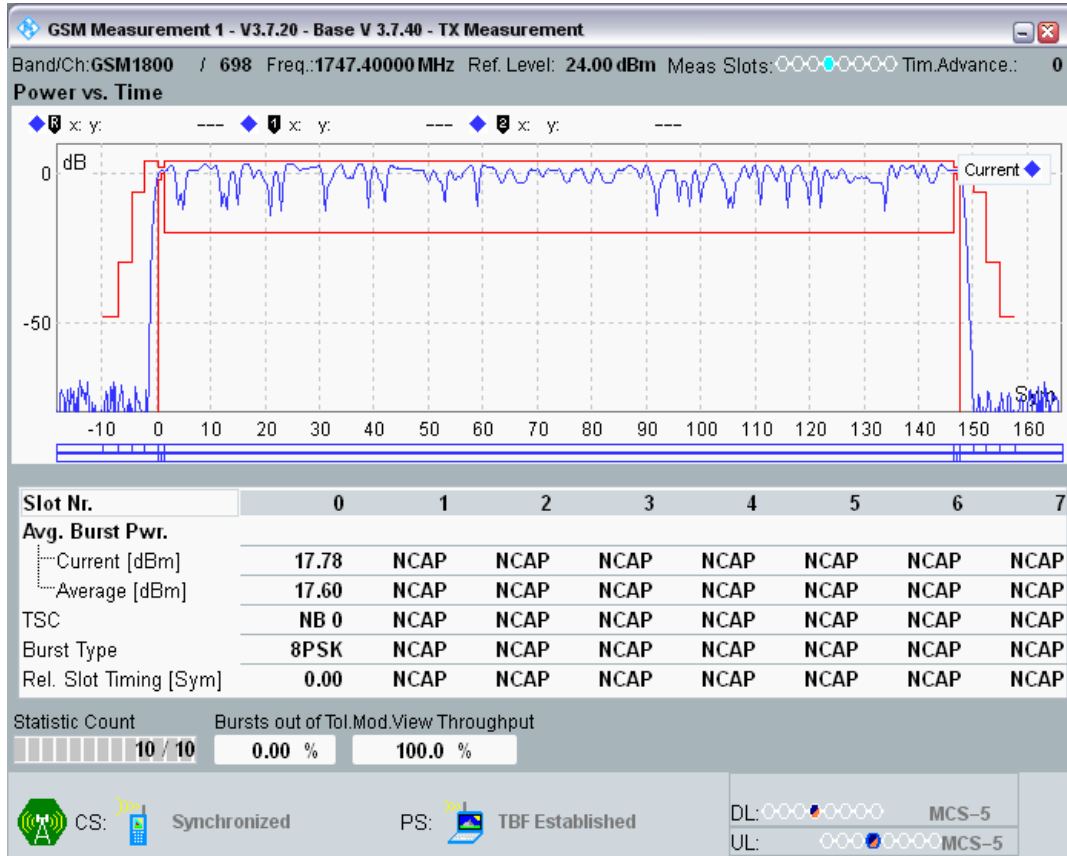 GSM Measurement 1 - V3.7.20 - Base V 3.7.40 - TX Measurement
Band/Ch:GSM1800 / 698 Freq.:1747.40000 MHz Ref. Level: 24.00 dBm Meas Slots: Tim.Advance.: 0
Power vs. Time
R x: y: --- 1 x: y: --- 2 x: y: ---
dB
Current
0
-50
Sym
-10 0 10 20 30 40 50 60 70 80 90 100 110 120 130 140 150 160
Slot Nr. 0 1 2 3 4 5 6 7
Avg. Burst Pwr.
Current [dBm] 17.78 NCAP NCAP NCAP NCAP NCAP NCAP NCAP
Average [dBm] 17.60 NCAP NCAP NCAP NCAP NCAP NCAP NCAP
TSC NB 0 NCAP NCAP NCAP NCAP NCAP NCAP NCAP
Burst Type 8PSK NCAP NCAP NCAP NCAP NCAP NCAP NCAP
Rel. Slot Timing [Sym] 0.00 NCAP NCAP NCAP NCAP NCAP NCAP NCAP
Statistic Count Bursts out of Tol.Mod.View Throughput
10 / 10 0.00 % 100.0 %
CS: Synchronized PS: TBF Established DL: MCS-5
UL: MCS-5